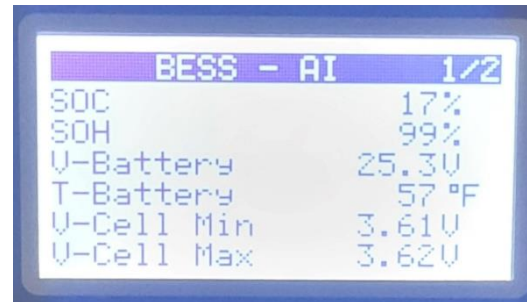 BESS - AI 1/2
SOC 17%
SOH 99%
V-Battery 25.3V
T-Battery 57 °F
V-Cell Min 3.61V
V-Cell Max 3.62V